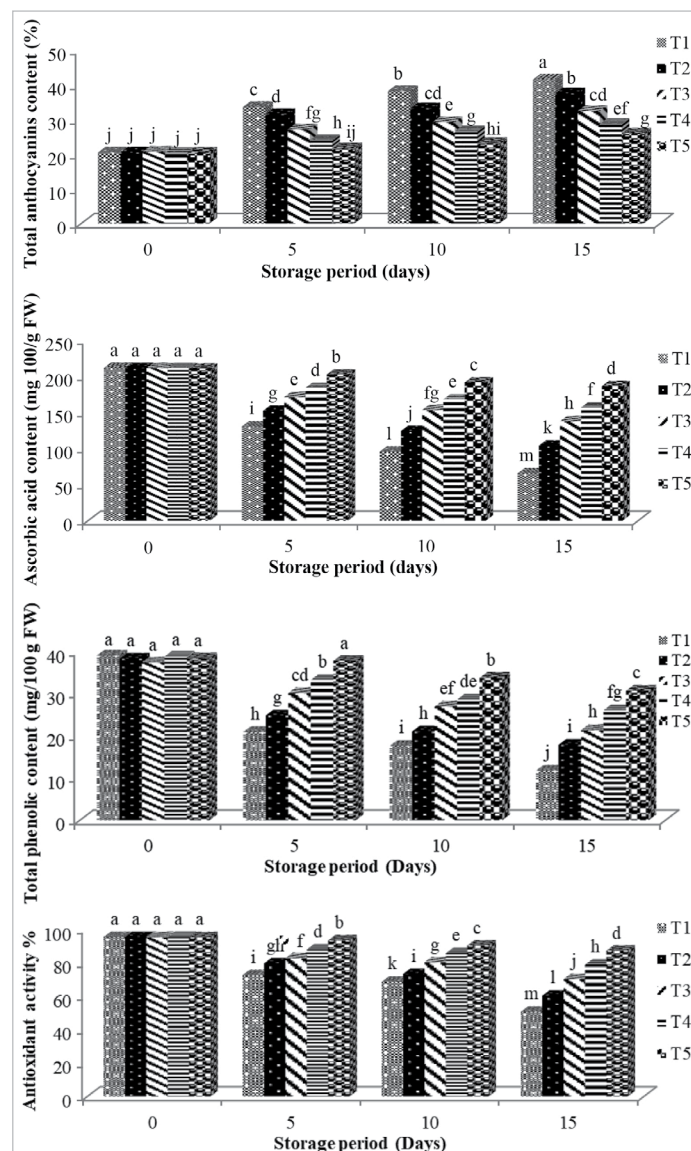 Total anthocyanins content (%)
50
40
30
20
10
0
j j j j j
c d fg h ij
b cd e g hi
a b cd ef g
0 5 10 15
Storage period (days)
T1
T2
T3
T4
T5
Ascorbic acid content (mg 100/g FW)
250
200
150
100
50
0
a a a a a
i g e d b
l j fg e c
m k h f d
0 5 10 15
Storage period (days)
T1
T2
T3
T4
T5
Total phenolic content (mg/100 g FW)
40
30
20
10
0
a a a a a
h g cd b a
i h ef de b
j i h fg c
0 5 10 15
Storage period (Days)
T1
T2
T3
T4
T5
Antioxidant activity %
100
80
60
40
20
0
a a a a a
i gh f d b
k i g e c
m l j h d
0 5 10 15
Storage period (Days)
T1
T2
T3
T4
T5